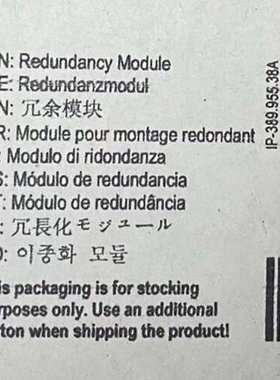 N: Redundancy Module
E: Redundanzmodul
N: 冗余模块
R: Module pour montage redondant
: Modulo di ridondanza
S: Módulo de redundancia
T: Módulo de redundância
: 冗長化モジュール
O: 이중화 모듈
is packaging is for stocking
rposes only. Use an additional
ton when shipping the product!
IP-389.955.38A